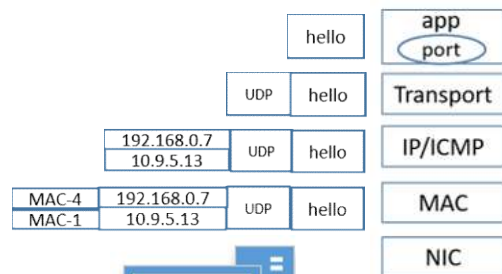 hello
app
port
UDP
hello
Transport
192.168.0.7
10.9.5.13
UDP
hello
IP/ICMP
MAC-4
192.168.0.7
MAC-1
10.9.5.13
UDP
hello
MAC
NIC